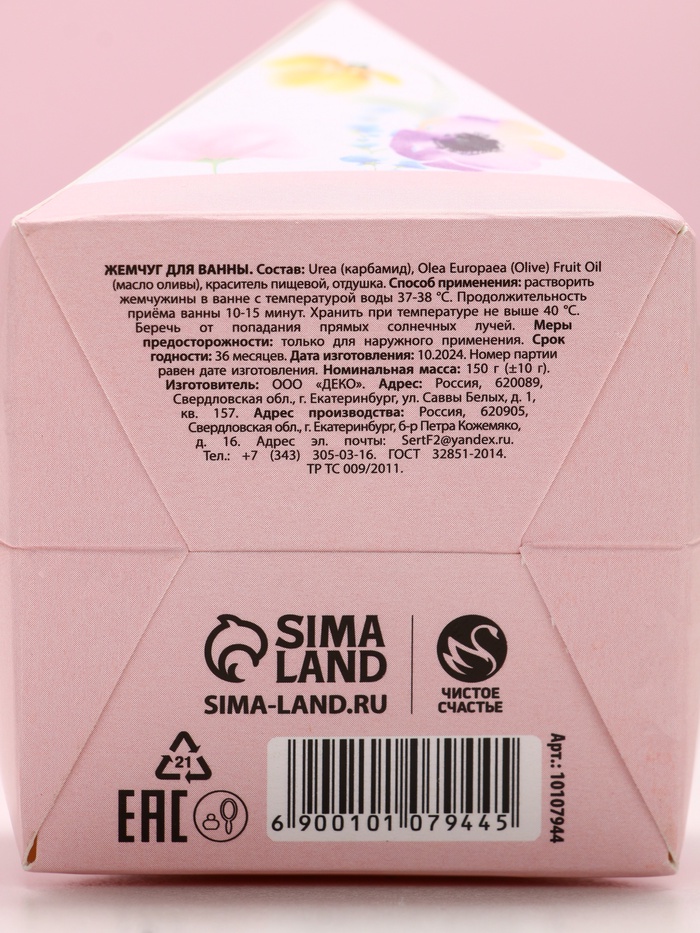 ЖЕМЧУГ ДЛЯ ВАННЫ. Состав: Urea (карбамид), Olea Europaea (Olive) Fruit Oil
(масло оливы), краситель пищевой, отдушка. Способ применения: растворить
жемчужины в ванне с температурой воды 37-38 °С. Продолжительность
приёма ванны 10-15 минут. Хранить при температуре не выше 40 °С.
Беречь от попадания прямых солнечных лучей. Меры
предосторожности: только для наружного применения. Срок
годности: 36 месяцев. Дата изготовления: 10.2024. Номер партии
равен дате изготовления. Номинальная масса: 150 г (±10 г).
Изготовитель: ООО «ДЕКО». Адрес: Россия, 620089,
Свердловская обл., г. Екатеринбург, ул. Саввы Белых, д. 1,
кв. 157. Адрес производства: Россия, 620905,
Свердловская обл., г. Екатеринбург, б-р Петра Кожемяко,
д. 16. Адрес эл. почты: SertF2@yandex.ru.
Тел.: +7 (343) 305-03-16. ГОСТ 32851-2014.
ТР ТС 009/2011.
SIMA
LAND
SIMA-LAND.RU
ЧИСТОЕ
СЧАСТЬЕ
21
EAC
6 900101 079445
Арт.: 10107944